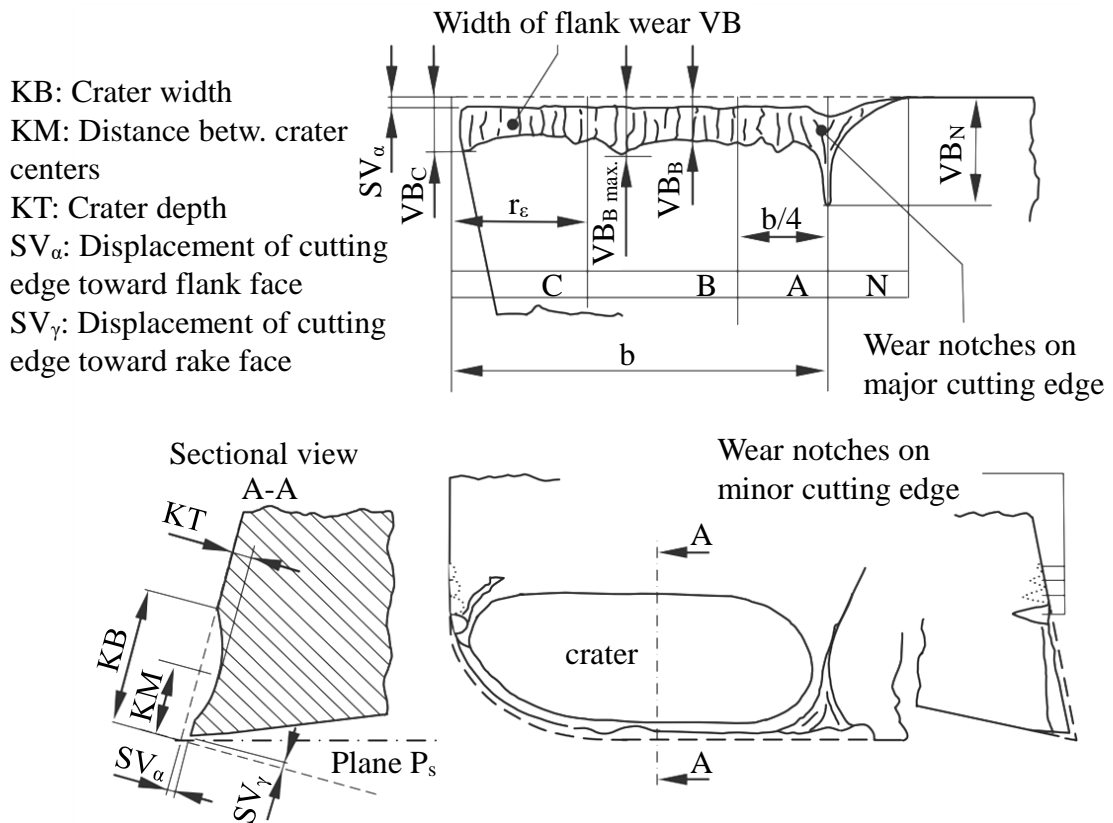 Width of flank wear VB
KB: Crater width
KM: Distance betw. crater
centers
KT: Crater depth
SVα: Displacement of cutting
edge toward flank face
SVγ: Displacement of cutting
edge toward rake face
SVα
VBC
rε
VBB max.
VBB
b/4
VBN
C
B
A
N
b
Wear notches on
major cutting edge
Sectional view
A-A
KT
KB
KM
SVα
SVγ
Plane Ps
Wear notches on
minor cutting edge
A
crater
A